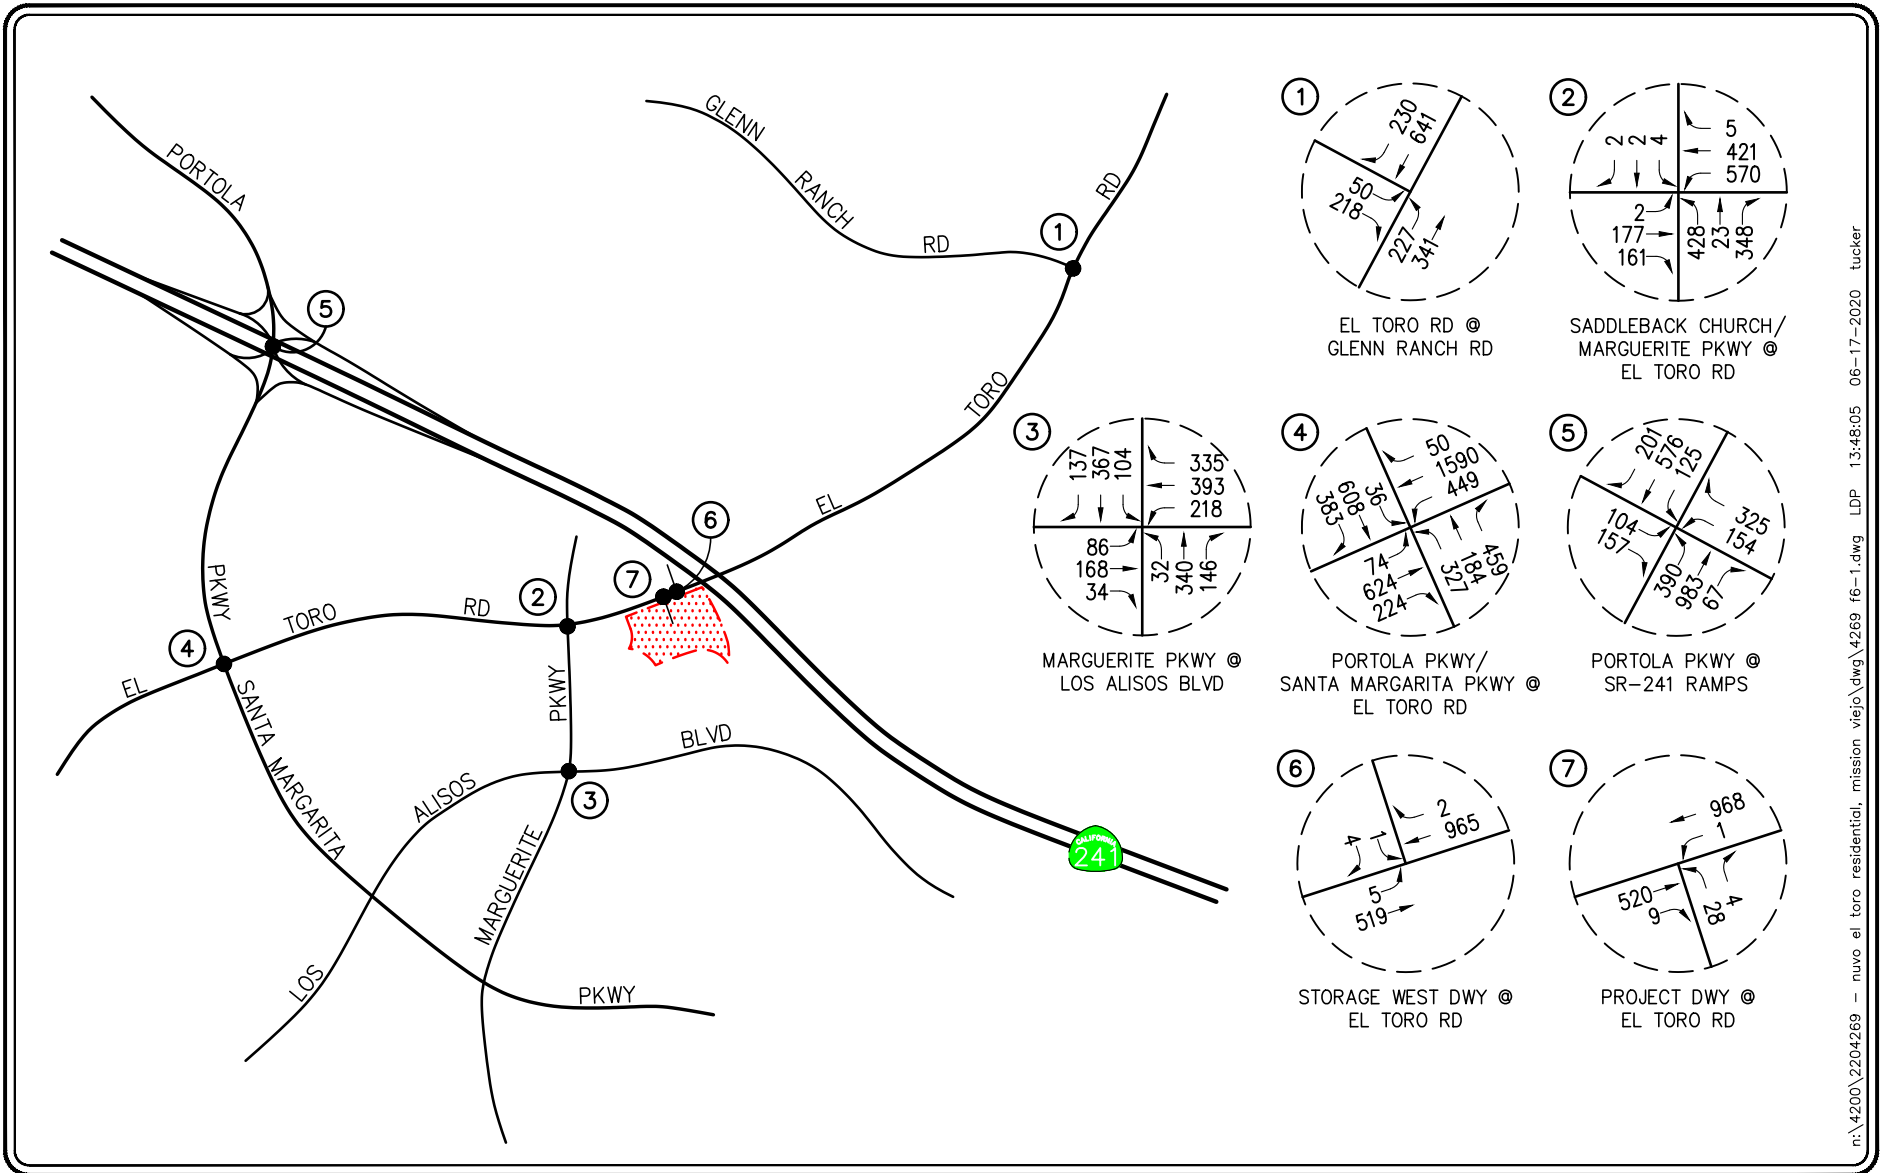 PORTOLA
PKWY
GLENN
RANCH
RD
EL
TORO
RD
EL
TORO
RD
SANTA
MARGARITA
PKWY
PKWY
MARGUERITE
LOS
ALISOS
BLVD
CALIFORNIA
241
1
2
3
4
5
6
7
1
230
641
50
218
227
341
EL TORO RD @
GLENN RANCH RD
2
2
2
4
5
421
570
2
177
161
428
23
348
SADDLEBACK CHURCH/
MARGUERITE PKWY @
EL TORO RD
3
137
367
104
335
393
218
86
168
34
32
340
146
MARGUERITE PKWY @
LOS ALISOS BLVD
4
383
608
36
50
1590
449
74
624
224
327
184
459
PORTOLA PKWY/
SANTA MARGARITA PKWY @
EL TORO RD
5
201
576
125
325
154
104
157
390
983
67
PORTOLA PKWY @
SR-241 RAMPS
6
4
1
2
965
5
519
STORAGE WEST DWY @
EL TORO RD
7
968
1
520
9
28
4
PROJECT DWY @
EL TORO RD
n:\4200\2204269 - nuvo el toro residential, mission viejo\dwg\4269 f6-1.dwg LDP 13:48:05 06-17-2020 tucker